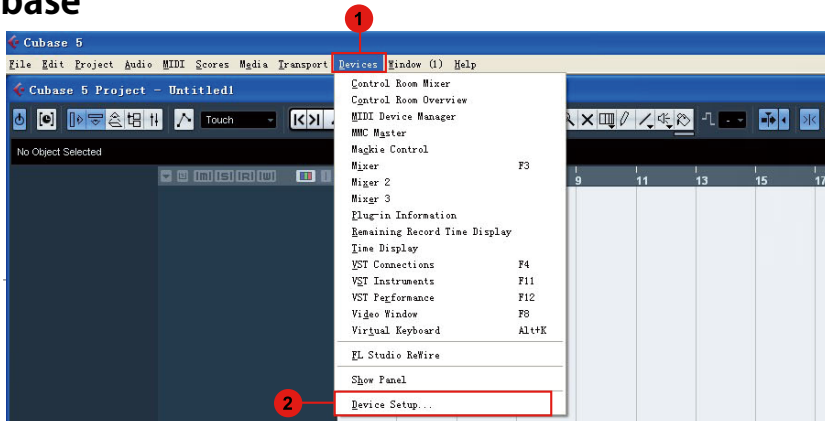 base
1
Cubase 5
File Edit Project Audio MIDI Scores Media Transport Devices Window (1) Help
Cubase 5 Project - Untitled1
Touch
No Object Selected
[m] [S] [R] [W]
9 11 13 15 17
Control Room Mixer
Control Room Overview
MIDI Device Manager
MMC Master
Mackie Control
Mixer F3
Mixer 2
Mixer 3
Plug-in Information
Remaining Record Time Display
Time Display
VST Connections F4
VST Instruments F11
VST Performance F12
Video Window F8
Virtual Keyboard Alt+K
FL Studio ReWire
Show Panel
2
Device Setup...